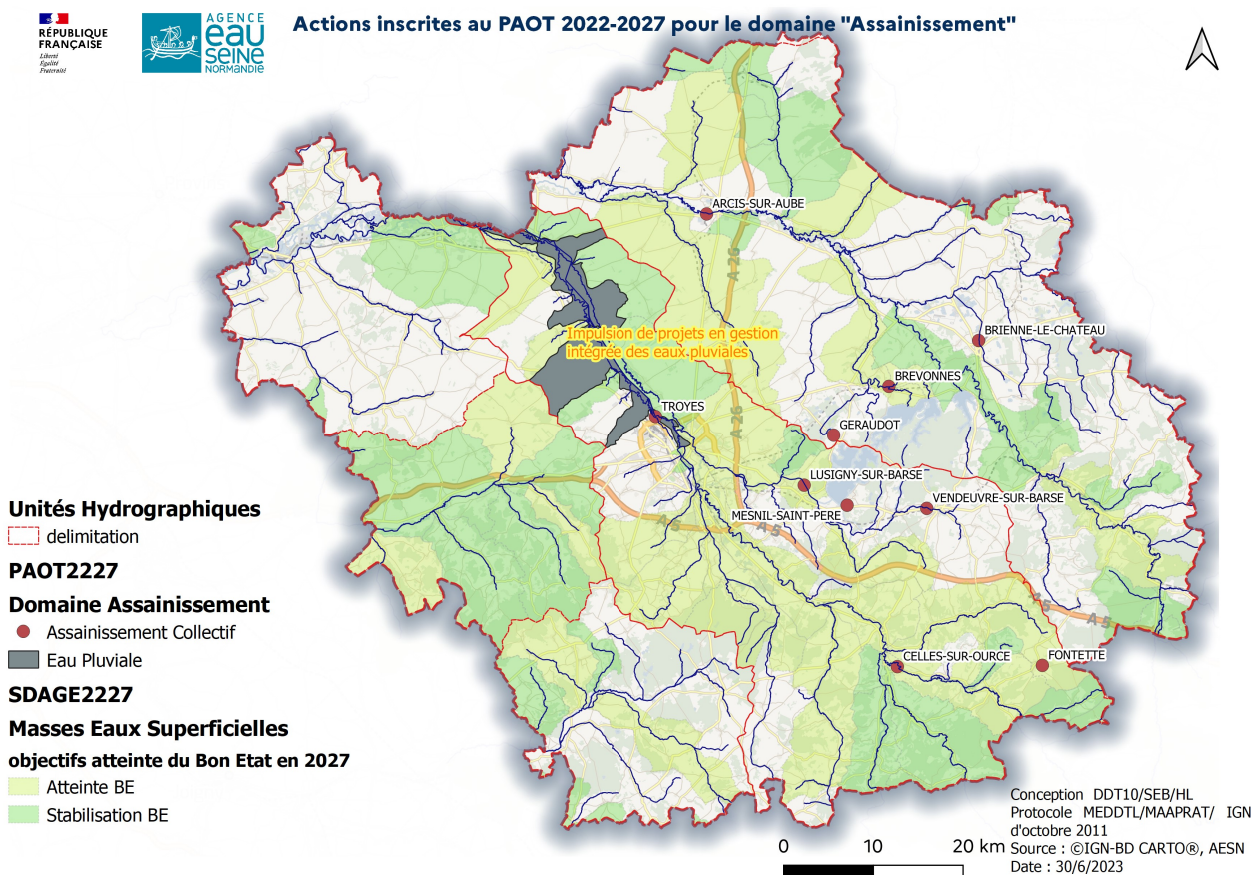 RÉPUBLIQUE
FRANÇAISE
Liberté
Égalité
Fraternité
AGENCE
eau
SEINE
NORMANDIE
Actions inscrites au PAOT 2022-2027 pour le domaine "Assainissement"
ARCIS-SUR-AUBE
A 26
BRIENNE-LE-CHATEAU
Impulsion de projets en gestion
intégrée des eaux pluviales
BREVONNES
TROYES
A 26
GERAUDOT
LUSIGNY-SUR-BARSE
VENDEUVRE-SUR-BARSE
MESNIL-SAINT-PERE
A 5
A 5
A 5
A 5
CELLES-SUR-OURCE
FONTETTE
Unités Hydrographiques
delimitation
PAOT2227
Domaine Assainissement
Assainissement Collectif
Eau Pluviale
SDAGE2227
Masses Eaux Superficielles
objectifs atteinte du Bon Etat en 2027
Atteinte BE
Stabilisation BE
0 10 20 km
Conception DDT10/SEB/HL
Protocole MEDDTL/MAAPRAT/ IGN
d'octobre 2011
Source : ©IGN-BD CARTO®, AESN
Date : 30/6/2023